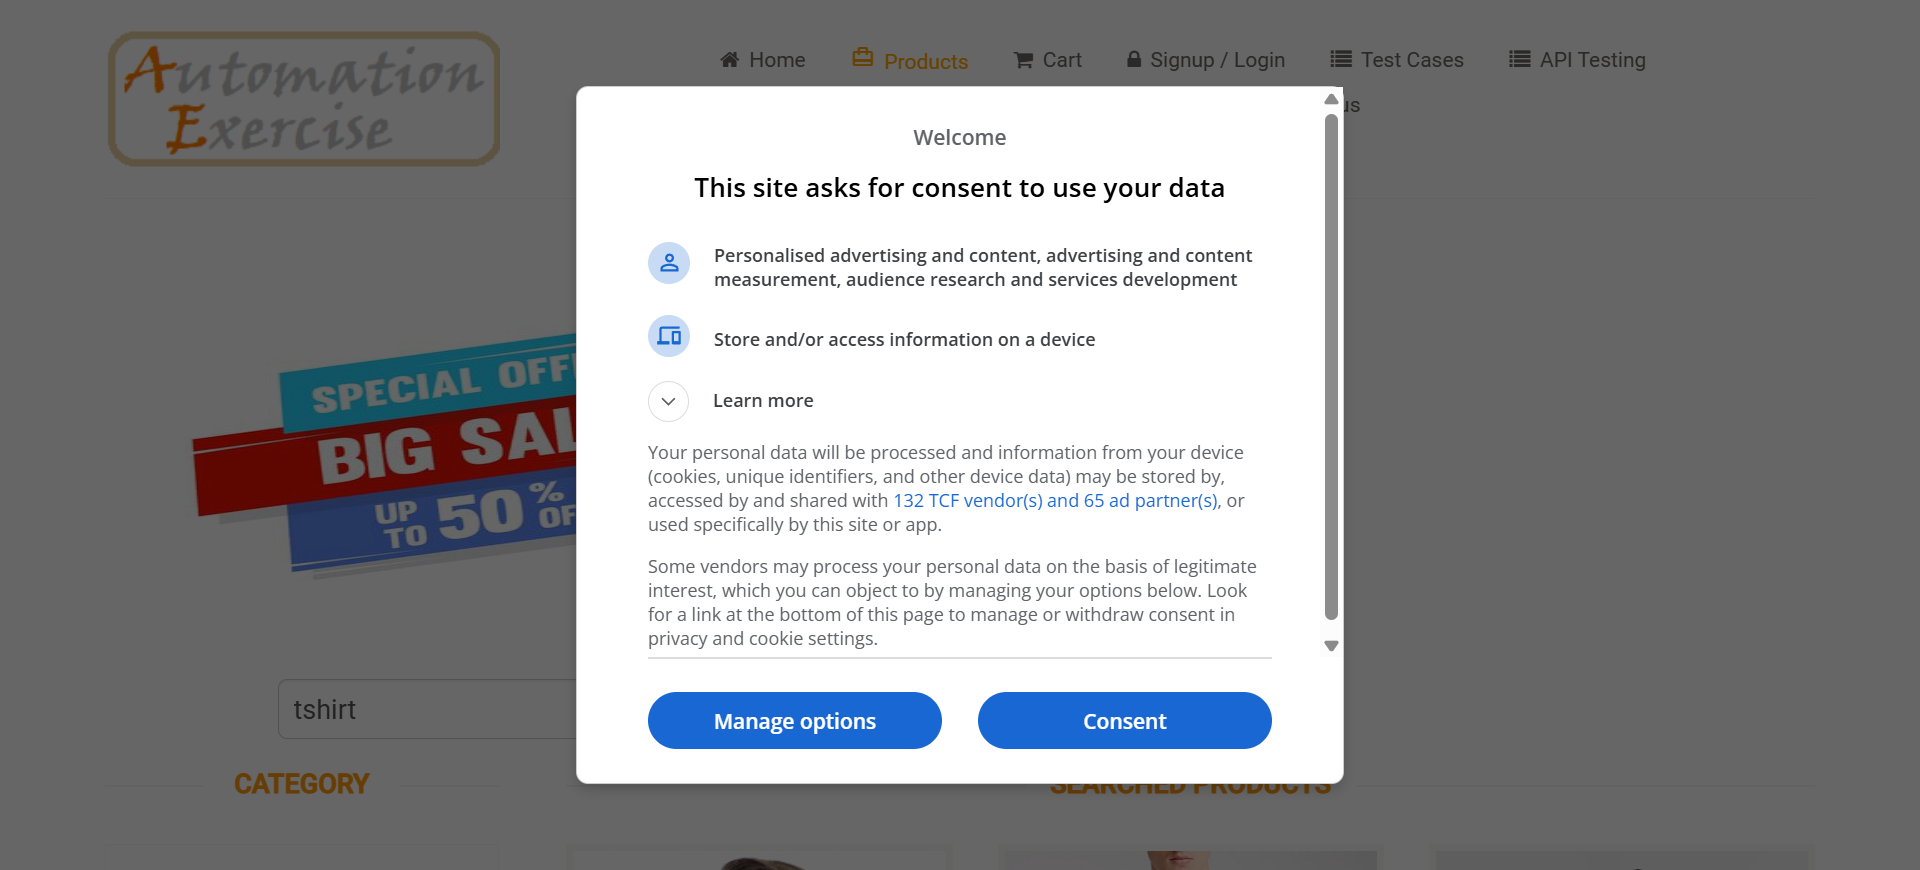 Automation
Exercise
Home
Products
Cart
Signup / Login
Test Cases
API Testing
us
Welcome
This site asks for consent to use your data
Personalised advertising and content, advertising and content
measurement, audience research and services development
Store and/or access information on a device
Learn more
Your personal data will be processed and information from your device
(cookies, unique identifiers, and other device data) may be stored by,
accessed by and shared with 132 TCF vendor(s) and 65 ad partner(s), or
used specifically by this site or app.
Some vendors may process your personal data on the basis of legitimate
interest, which you can object to by managing your options below. Look
for a link at the bottom of this page to manage or withdraw consent in
privacy and cookie settings.
Manage options
Consent
SPECIAL OFF
BIG SAL
UP TO 50% OF
tshirt
CATEGORY
SEARCHED PRODUCTS